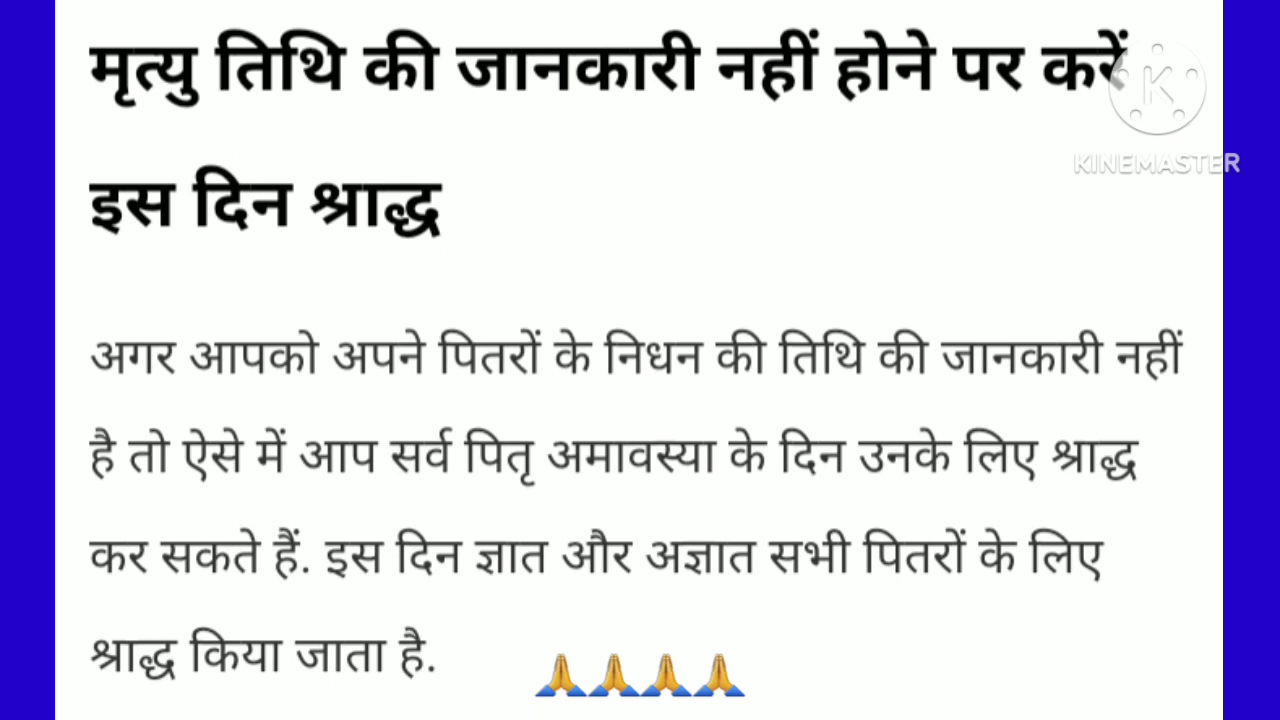 मृत्यु तिथि की जानकारी नहीं होने पर करें
KINEMASTER
इस दिन श्राद्ध
अगर आपको अपने पितरों के निधन की तिथि की जानकारी नहीं
है तो ऐसे में आप सर्व पितृ अमावस्या के दिन उनके लिए श्राद्ध
कर सकते हैं. इस दिन ज्ञात और अज्ञात सभी पितरों के लिए
श्राद्ध किया जाता है. 🙏🙏🙏🙏